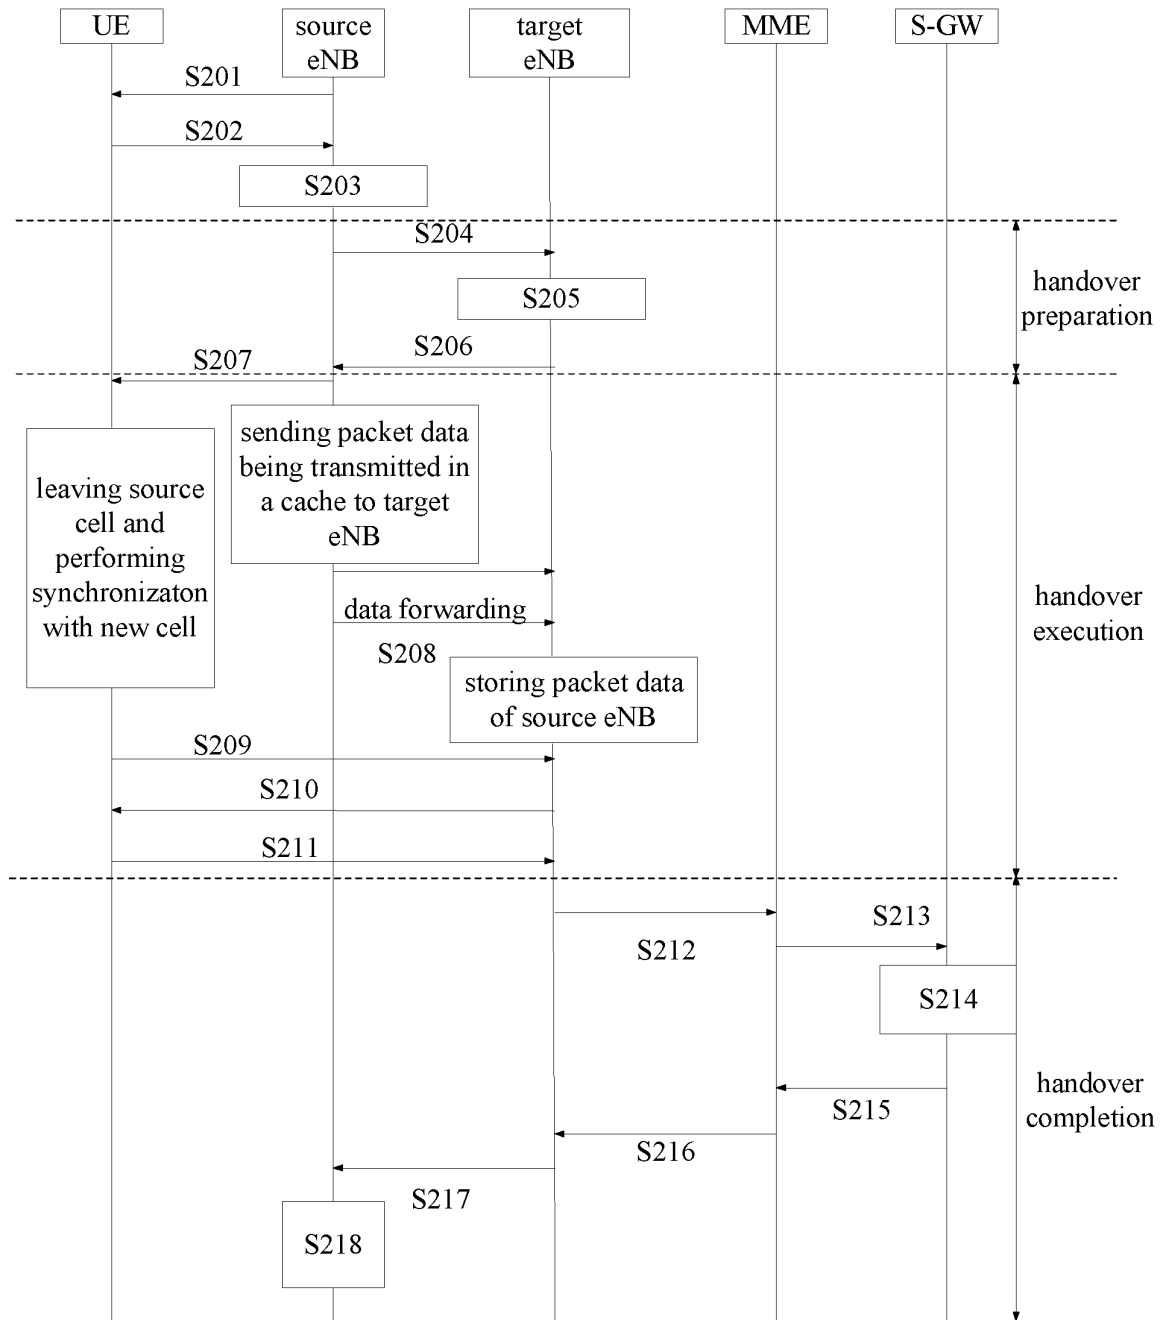 UE
source
eNB
target
eNB
MME
S-GW
S201
S202
S203
S204
S205
handover
preparation
S206
S207
sending packet data
being transmitted in
a cache to target
eNB
leaving source
cell and
performing
synchronizaton
with new cell
data forwarding
S208
handover
execution
storing packet data
of source eNB
S209
S210
S211
S212
S213
S214
handover
completion
S215
S216
S217
S218